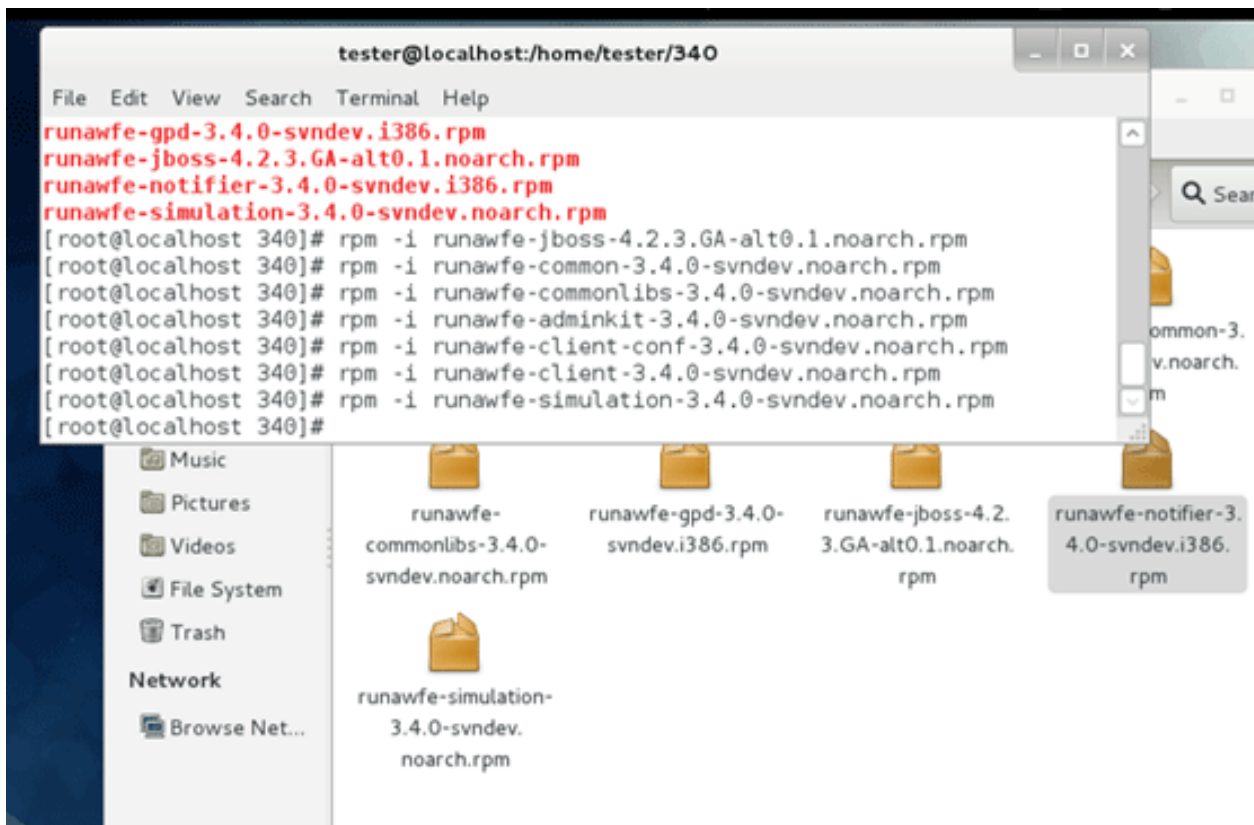 tester@localhost:/home/tester/340
File Edit View Search Terminal Help
runawfe-gpd-3.4.0-svndev.i386.rpm
runawfe-jboss-4.2.3.GA-alt0.1.noarch.rpm
runawfe-notifier-3.4.0-svndev.i386.rpm
runawfe-simulation-3.4.0-svndev.noarch.rpm
[root@localhost 340]# rpm -i runawfe-jboss-4.2.3.GA-alt0.1.noarch.rpm
[root@localhost 340]# rpm -i runawfe-common-3.4.0-svndev.noarch.rpm
[root@localhost 340]# rpm -i runawfe-commonlibs-3.4.0-svndev.noarch.rpm
[root@localhost 340]# rpm -i runawfe-adminkit-3.4.0-svndev.noarch.rpm
[root@localhost 340]# rpm -i runawfe-client-conf-3.4.0-svndev.noarch.rpm
[root@localhost 340]# rpm -i runawfe-client-3.4.0-svndev.noarch.rpm
[root@localhost 340]# rpm -i runawfe-simulation-3.4.0-svndev.noarch.rpm
[root@localhost 340]#
Sear
ommon-3.
v.noarch.
m
Music
Pictures
Videos
File System
Trash
Network
Browse Net...
runawfe-
commonlibs-3.4.0-
svndev.noarch.rpm
runawfe-gpd-3.4.0-
svndev.i386.rpm
runawfe-jboss-4.2.
3.GA-alt0.1.noarch.
rpm
runawfe-notifier-3.
4.0-svndev.i386.
rpm
runawfe-simulation-
3.4.0-svndev.
noarch.rpm